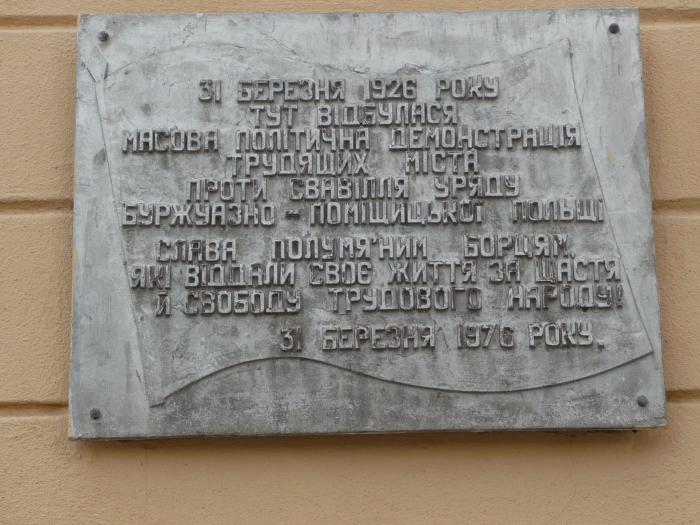 31 БЕРЕЗНЯ 1926 РОКУ
ТУТ ВІДБУЛАСЯ
МАСОВА ПОЛІТИЧНА ДЕМОНСТРАЦІЯ
ТРУДЯЩИХ МІСТА
ПРОТИ СВАВІЛЛЯ УРЯДУ
БУРЖУАЗНО - ПОМІЩИЦЬКОЇ ПОЛЬЩІ
СЛАВА ПОЛУМ'ЯНИМ БОРЦЯМ,
ЯКІ ВІДДАЛИ СВОЄ ЖИТТЯ ЗА ЩАСТЯ
Й СВОБОДУ ТРУДОВОГО НАРОДУ!
31 БЕРЕЗНЯ 1976 РОКУ.